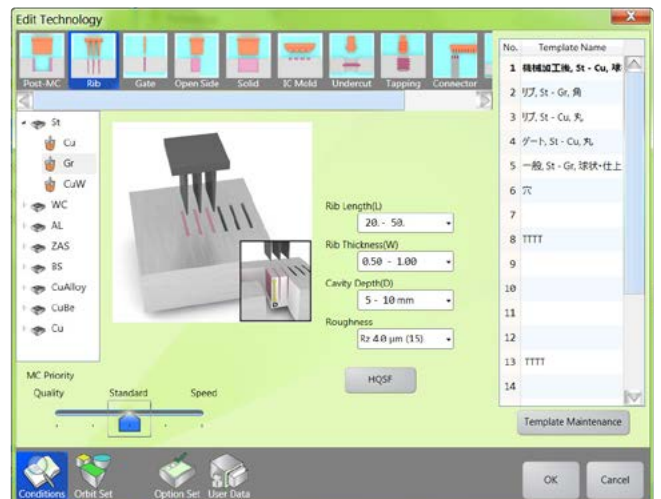 Edit Technology
Post-MC Rib Gate Open Side Solid IC Mold Undercut Tapping Connector
St
Cu
Gr
CuW
WC
AL
ZAS
BS
CuAlloy
CuBe
Cu
Rib Length(L)
20. - 50.
Rib Thickness(W)
0.50 - 1.00
Cavity Depth(D)
5 - 10 mm
Roughness
Rz 4.0 μm (15)
HQSF
MC Priority
Quality Standard Speed
No. Template Name
1 機械加工後, St - Cu, 球
2 リブ, St - Gr, 角
3 リブ, St - Cu, 丸
4 ゲート, St - Cu, 丸
5 一般, St - Gr, 球状・仕上
6 穴
7
8 TTTT
9
10
11
12
13 TTTT
14
Template Maintenance
Conditions Orbit Set Option Set User Data
OK Cancel